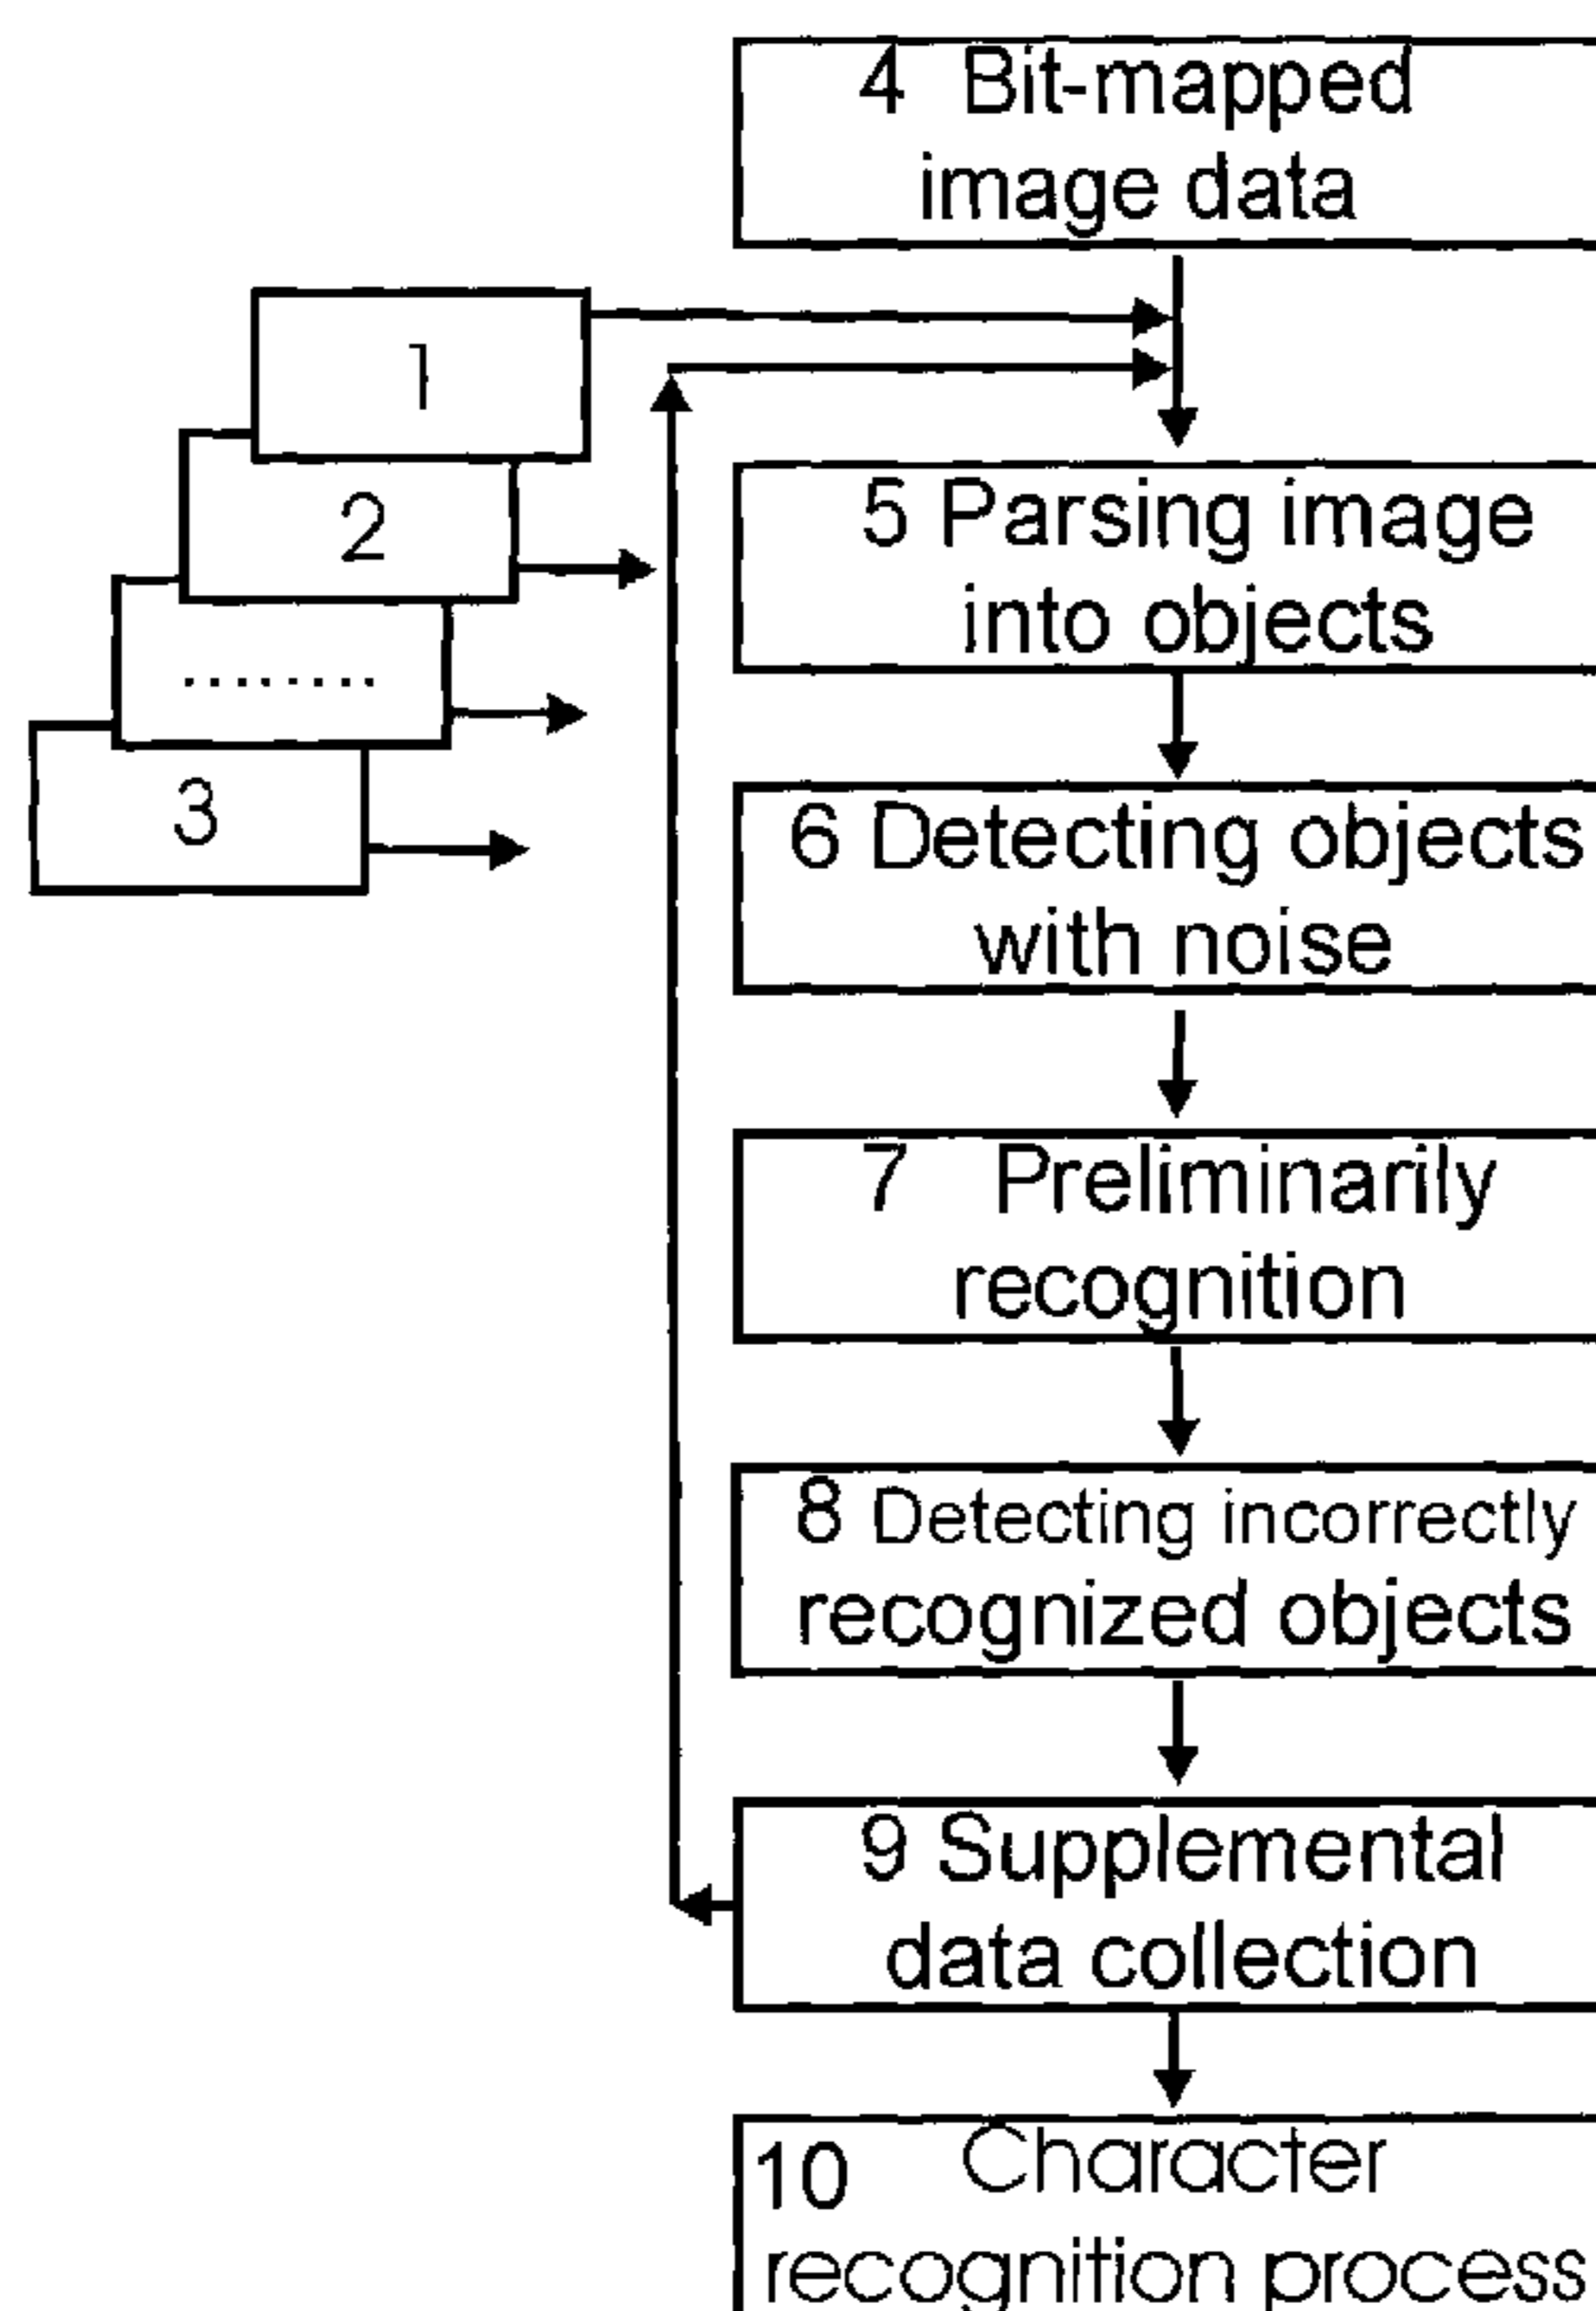 4 Bit-mapped
image data
1
2
........
3
5 Parsing image
into objects
6 Detecting objects
with noise
7 Preliminarily
recognition
8 Detecting incorrectly
recognized objects
9 Supplemental
data collection
10 Character
recognition process